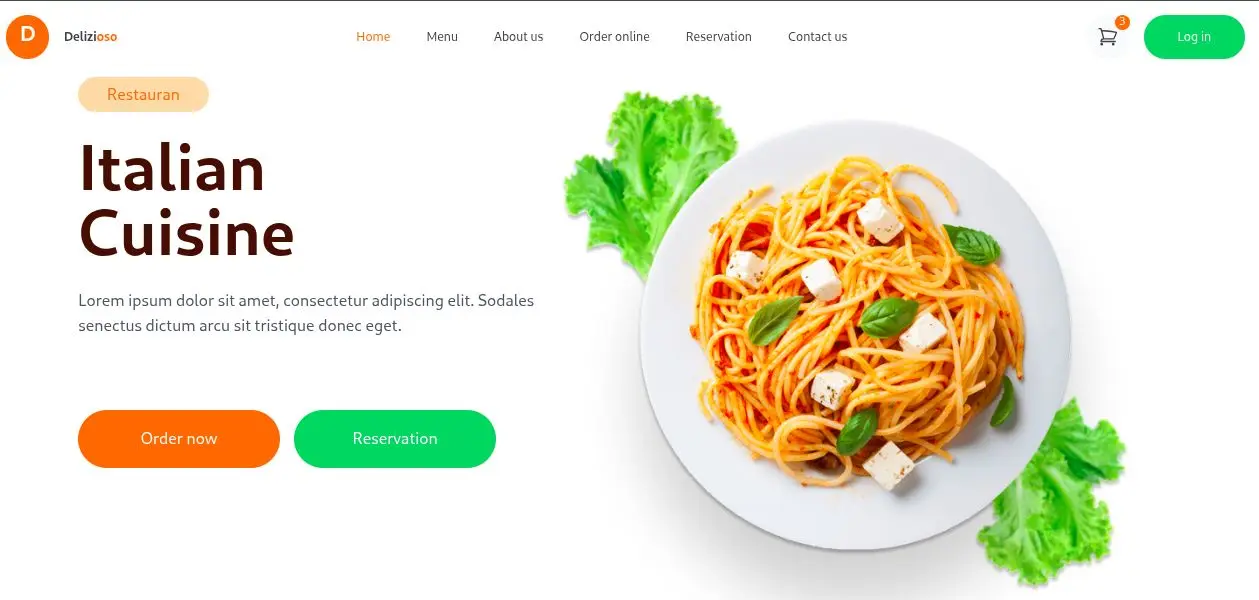 D
Delizioso
Home
Menu
About us
Order online
Reservation
Contact us
3
Log in
Restauran
Italian
Cuisine
Lorem ipsum dolor sit amet, consectetur adipiscing elit. Sodales
senectus dictum arcu sit tristique donec eget.
Order now
Reservation